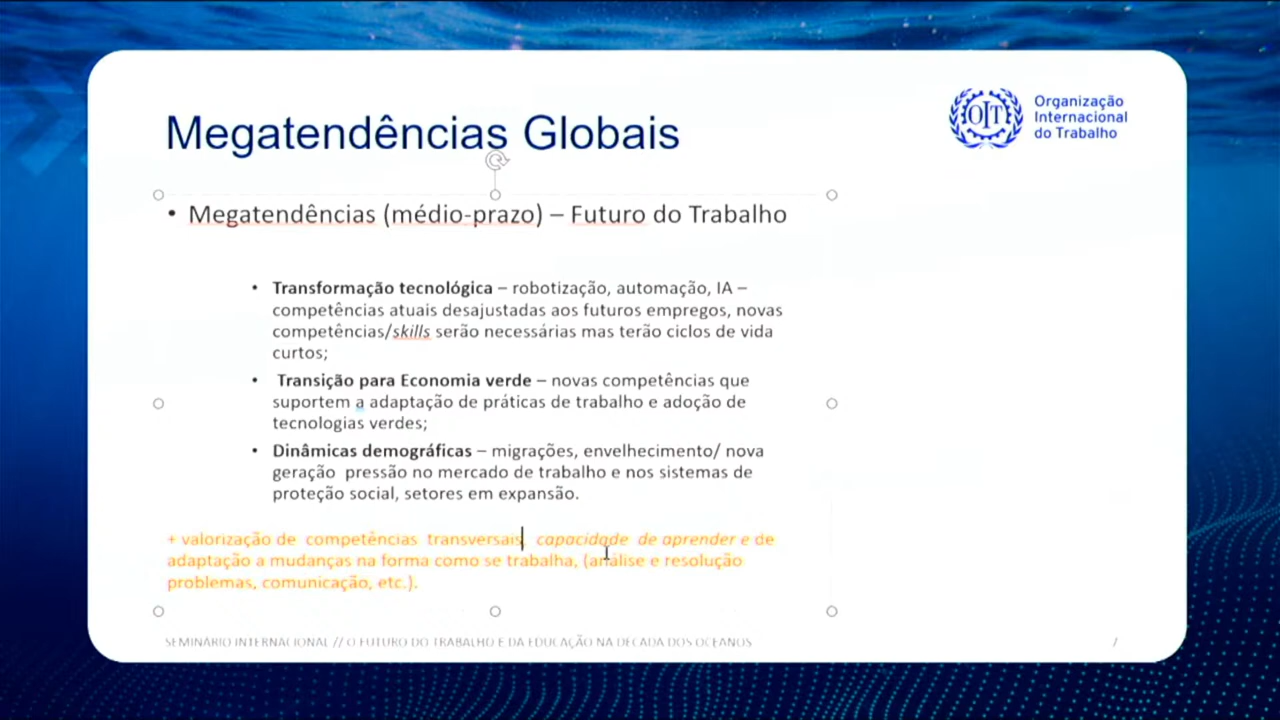 Megatendências Globais
Organização
Internacional
do Trabalho
OIT
• Megatendências (médio-prazo) – Futuro do Trabalho
• Transformação tecnológica – robotização, automação, IA –
competências atuais desajustadas aos futuros empregos, novas
competências/skills serão necessárias mas terão ciclos de vida
curtos;
• Transição para Economia verde – novas competências que
suportem a adaptação de práticas de trabalho e adoção de
tecnologias verdes;
• Dinâmicas demográficas – migrações, envelhecimento/ nova
geração pressão no mercado de trabalho e nos sistemas de
proteção social, setores em expansão.
+ valorização de competências transversais capacidade de aprender e de
adaptação a mudanças na forma como se trabalha, (análise e resolução
problemas, comunicação, etc.).
SEMINÁRIO INTERNACIONAL // O FUTURO DO TRABALHO E DA EDUCAÇÃO NA DÉCADA DOS OCEANOS
7